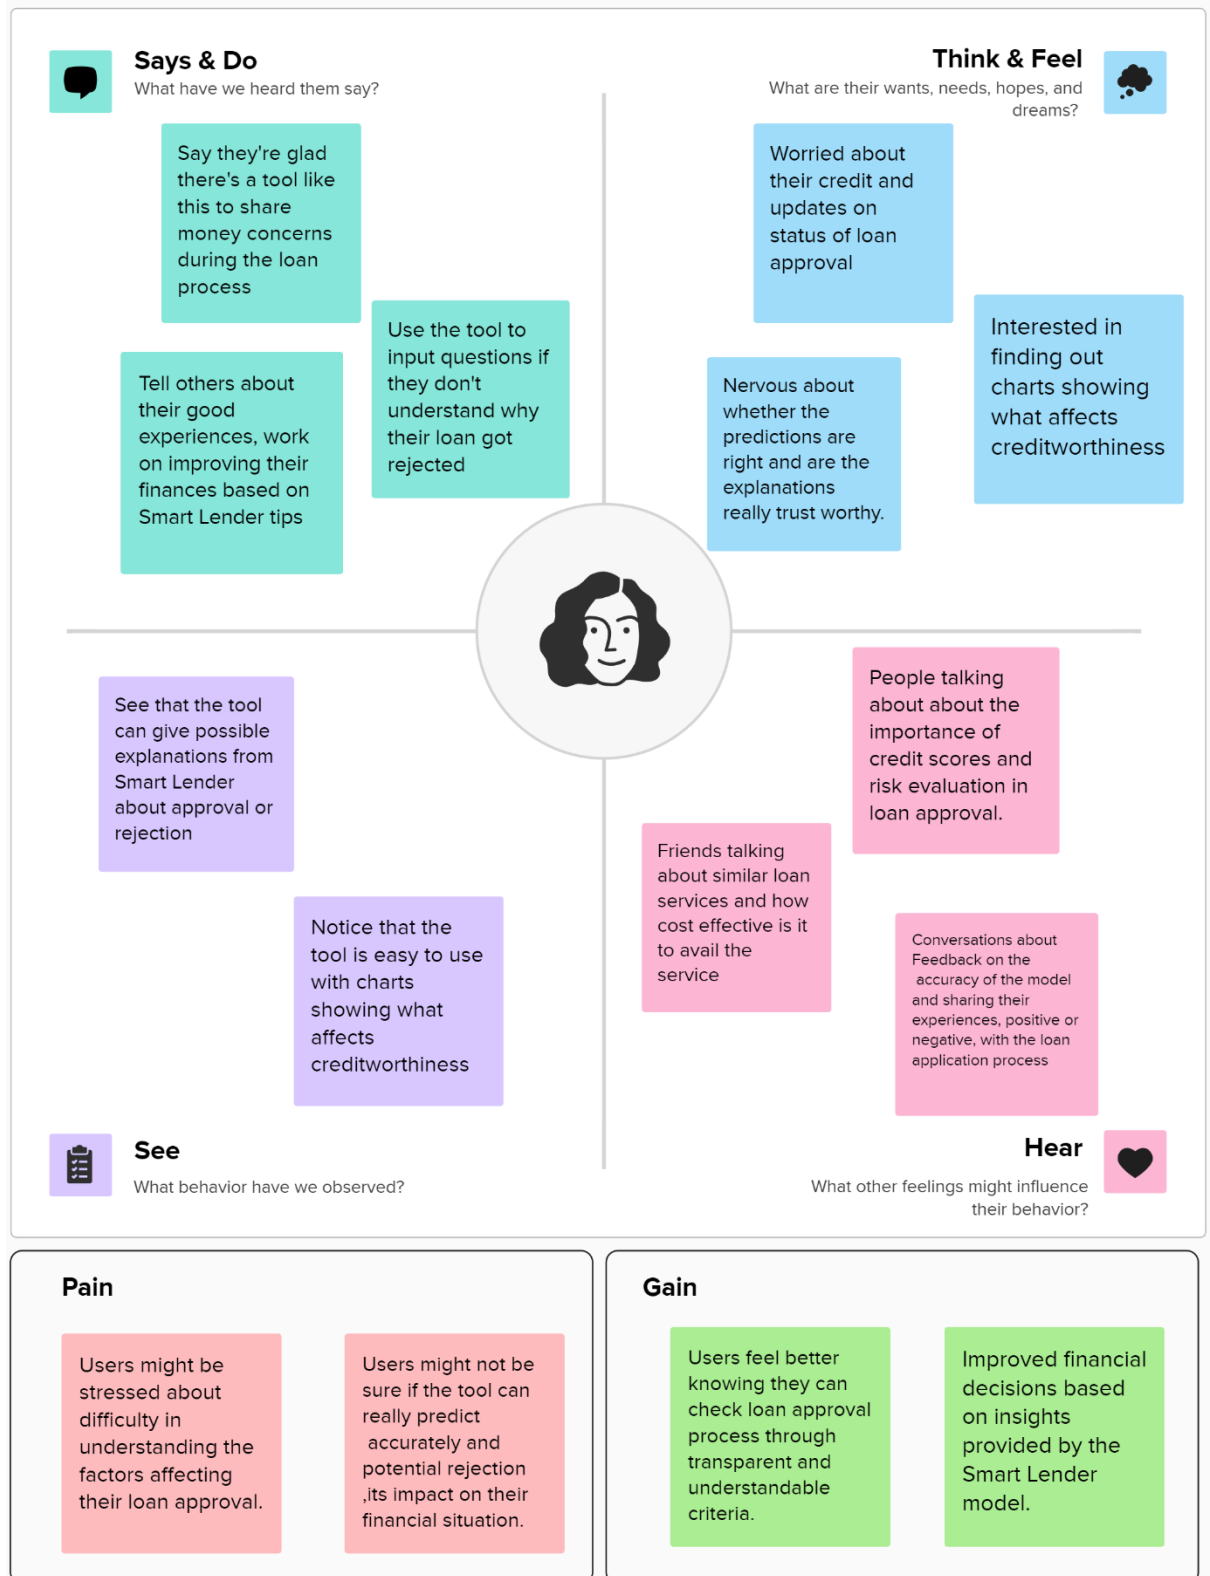 Says & Do
What have we heard them say?
Say they're glad
there's a tool like
this to share
money concerns
during the loan
process
Use the tool to
input questions if
they don't
understand why
their loan got
rejected
Tell others about
their good
experiences, work
on improving their
finances based on
Smart Lender tips
Think & Feel
What are their wants, needs, hopes, and
dreams?
Worried about
their credit and
updates on
status of loan
approval
Interested in
finding out
charts showing
what affects
creditworthiness
Nervous about
whether the
predictions are
right and are the
explanations
really trust worthy.
See that the tool
can give possible
explanations from
Smart Lender
about approval or
rejection
Notice that the
tool is easy to use
with charts
showing what
affects
creditworthiness
See
What behavior have we observed?
People talking
about about the
importance of
credit scores and
risk evaluation in
loan approval.
Friends talking
about similar loan
services and how
cost effective is it
to avail the
service
Conversations about
Feedback on the
accuracy of the model
and sharing their
experiences, positive or
negative, with the loan
application process
Hear
What other feelings might influence
their behavior?
Pain
Users might be
stressed about
difficulty in
understanding the
factors affecting
their loan approval.
Users might not be
sure if the tool can
really predict
accurately and
potential rejection
,its impact on their
financial situation.
Gain
Users feel better
knowing they can
check loan approval
process through
transparent and
understandable
criteria.
Improved financial
decisions based
on insights
provided by the
Smart Lender
model.